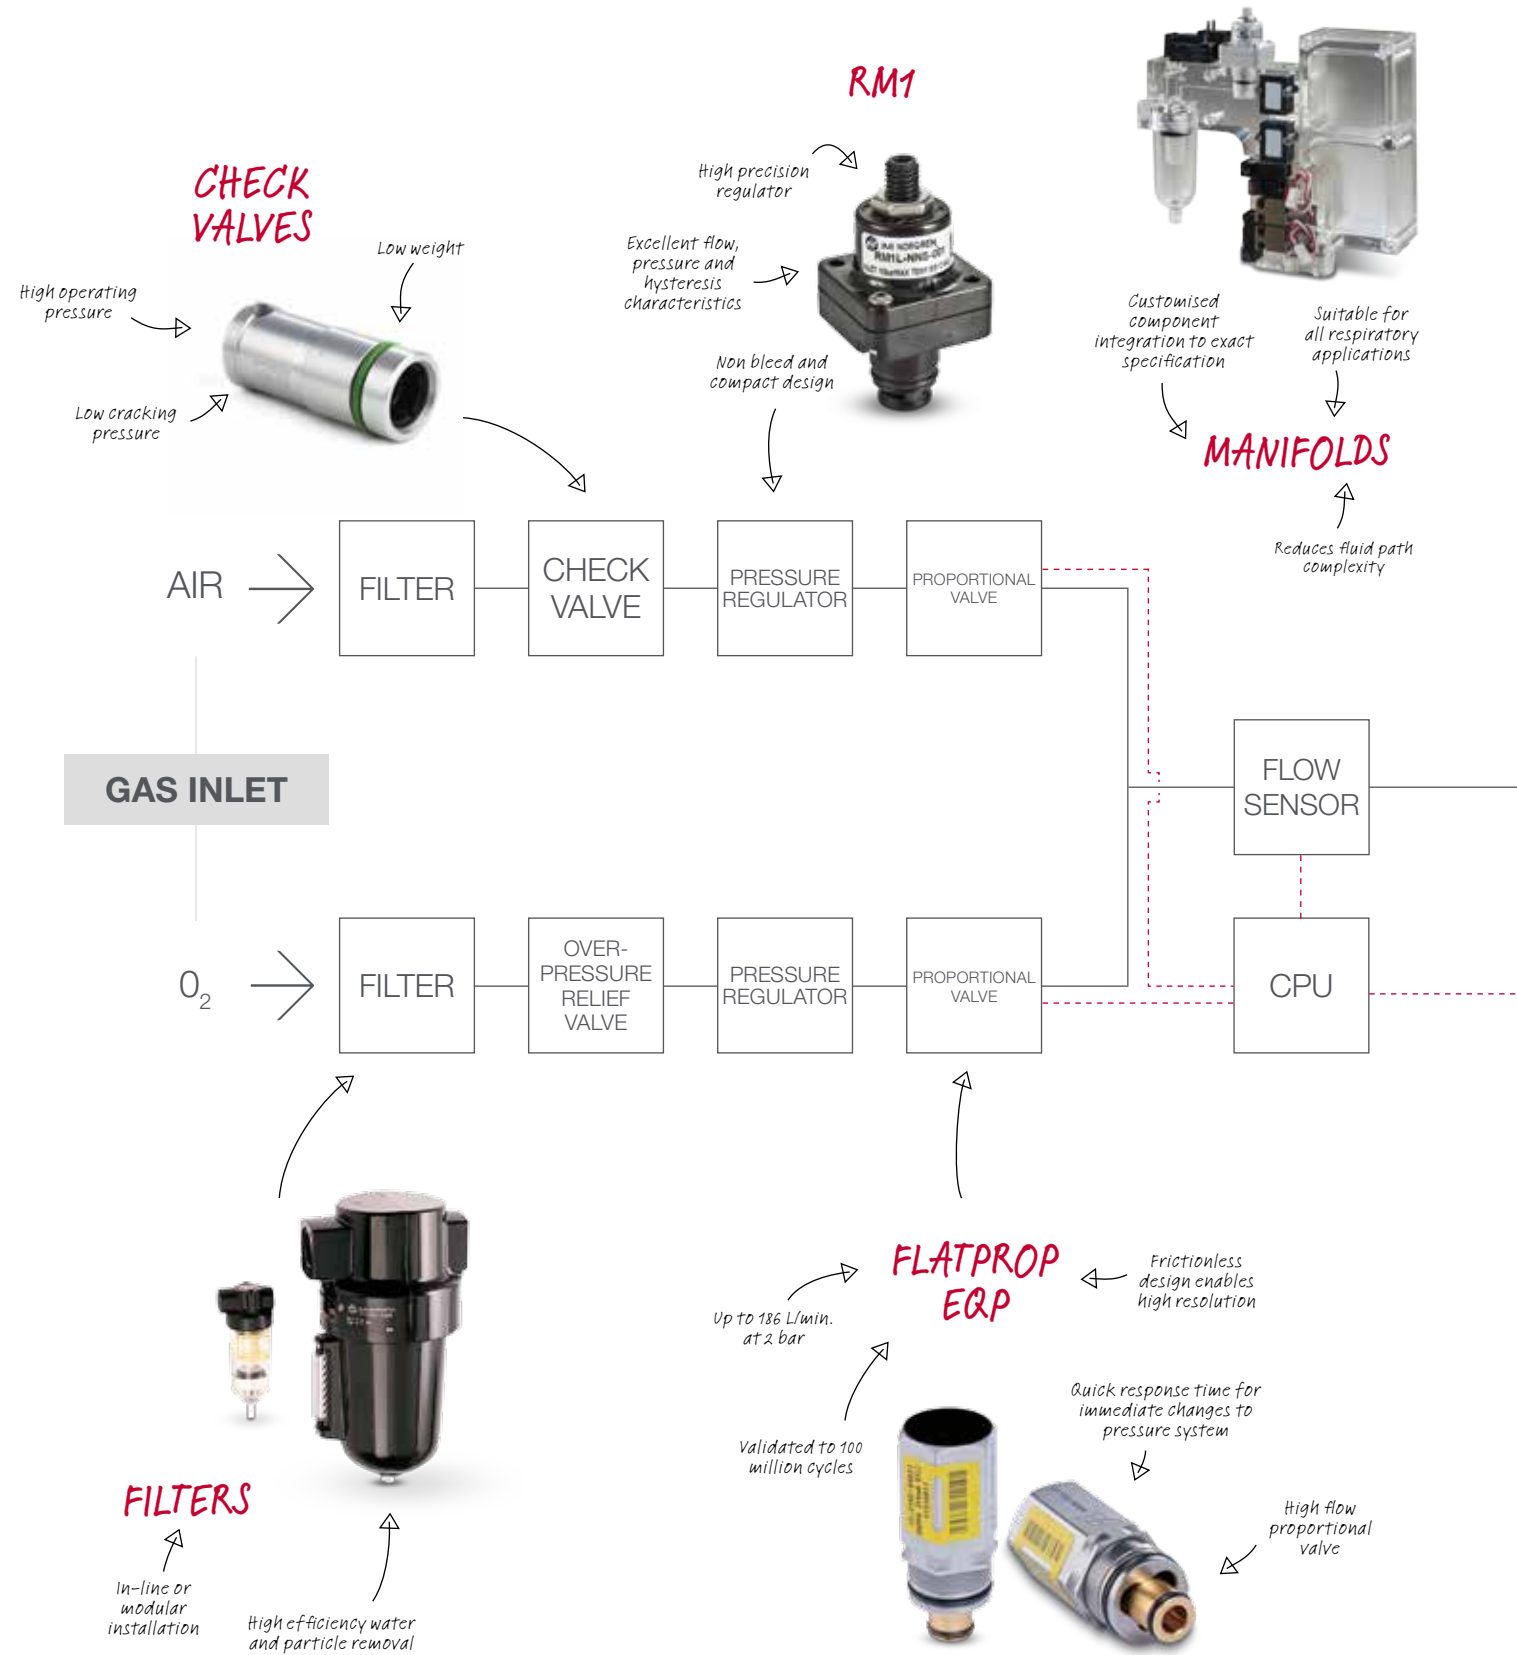 RM1
High precision
regulator
Excellent flow,
pressure and
hysteresis
characteristics
Non bleed and
compact design
IMI NORGREN
RM1L-NNS-
CHECK
VALVES
Low weight
High operating
pressure
Low cracking
pressure
Customised
component
integration to exact
specification
Suitable for
all respiratory
applications
MANIFOLDS
Reduces fluid path
complexity
AIR
FILTER
CHECK
VALVE
PRESSURE
REGULATOR
PROPORTIONAL
VALVE
GAS INLET
FLOW
SENSOR
O2
FILTER
OVER-
PRESSURE
RELIEF
VALVE
PRESSURE
REGULATOR
PROPORTIONAL
VALVE
CPU
FILTERS
In-line or
modular
installation
High efficiency water
and particle removal
FLATPROP
EQP
Up to 186 L/min.
at 2 bar
Frictionless
design enables
high resolution
Validated to 100
million cycles
Quick response time for
immediate changes to
pressure system
High flow
proportional
valve